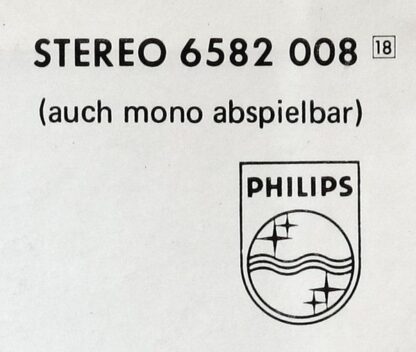 STEREO 6582 008 18
(auch mono abspielbar)
PHILIPS